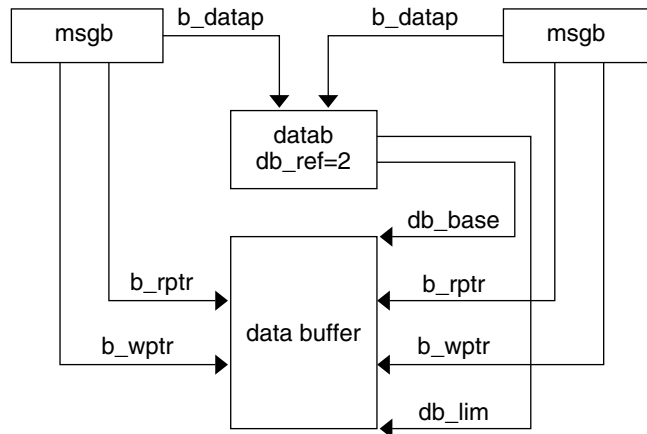 msgb
b_datap
b_datap
msgb
datab
db_ref=2
db_base
b_rptr
b_rptr
data buffer
b_wptr
b_wptr
db_lim